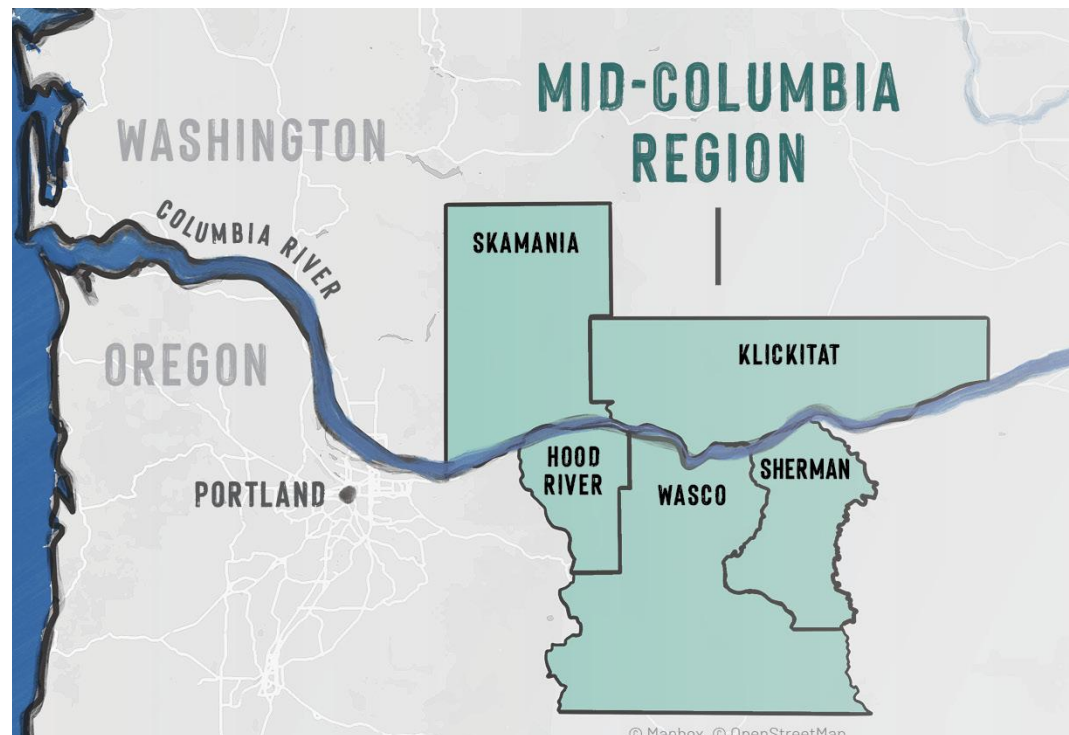 MID-COLUMBIA
REGION
WASHINGTON
COLUMBIA RIVER
SKAMANIA
OREGON
KLICKITAT
HOOD
RIVER
SHERMAN
WASCO
PORTLAND
© Mapbox © OpenStreetMap